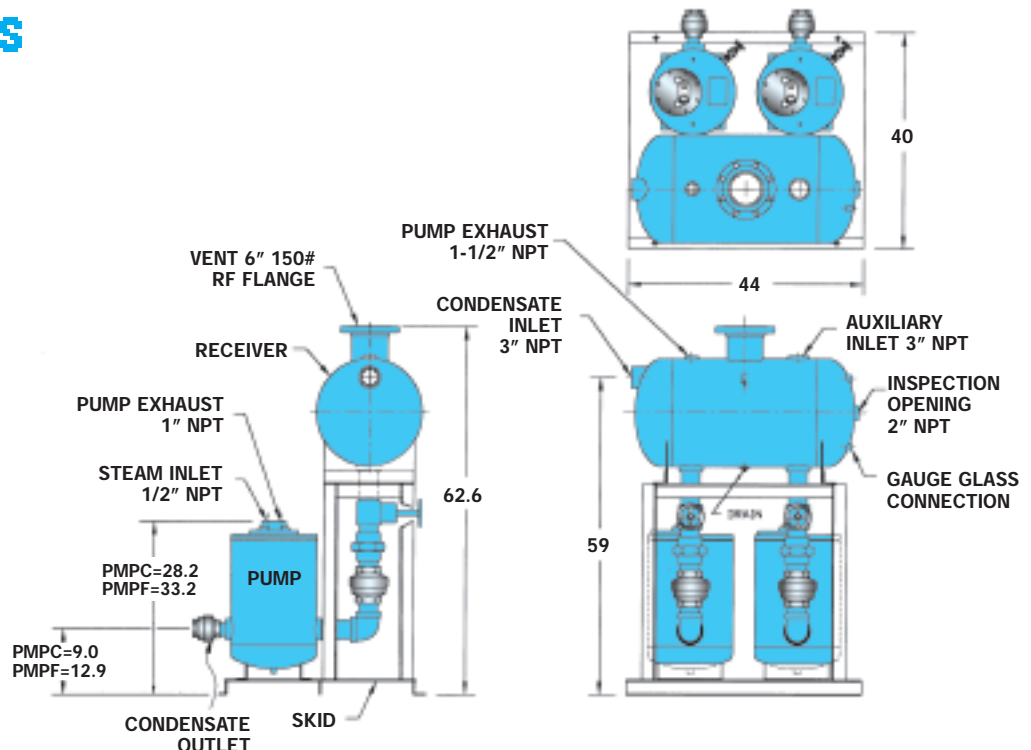 S
40
44
PUMP EXHAUST
1-1/2" NPT
VENT 6" 150#
RF FLANGE
CONDENSATE
INLET
3" NPT
AUXILIARY
INLET 3" NPT
RECEIVER
INSPECTION
OPENING
2" NPT
PUMP EXHAUST
1" NPT
STEAM INLET
1/2" NPT
GAUGE GLASS
CONNECTION
62.6
DRAIN
59
PMPC=28.2
PMPF=33.2
PUMP
PMPC=9.0
PMPF=12.9
SKID
CONDENSATE
OUTLET